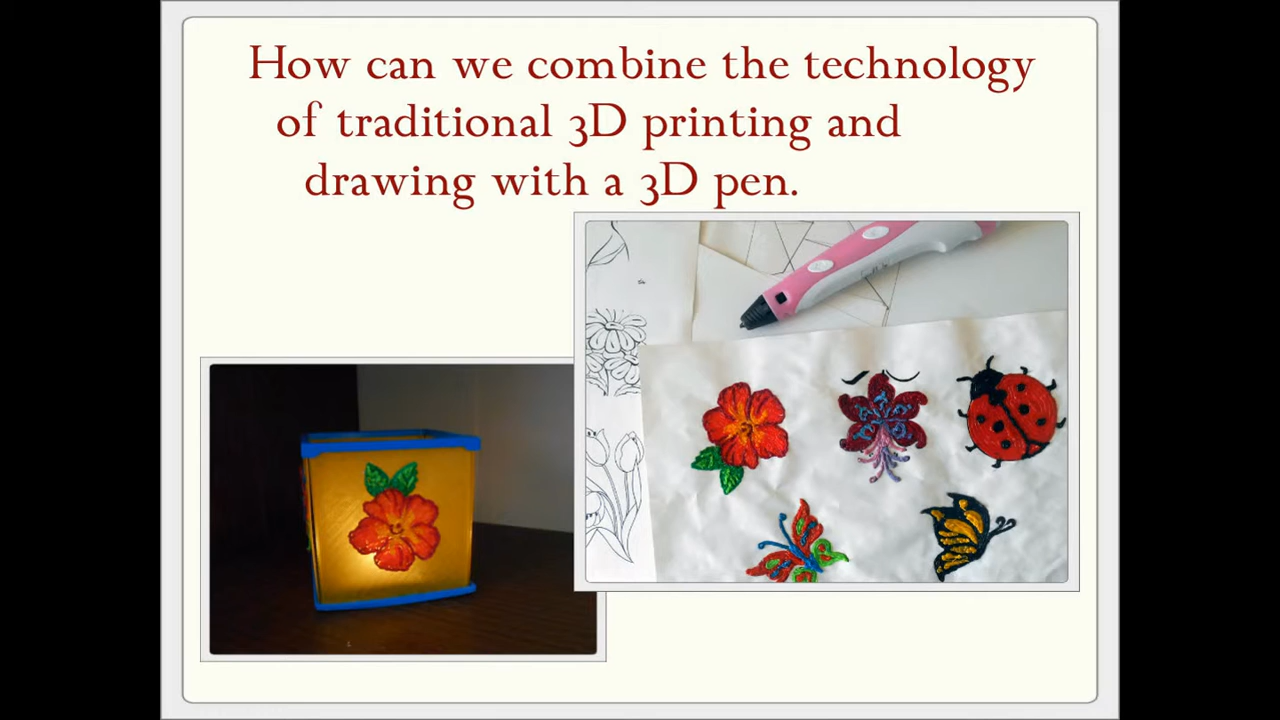 How can we combine the technology
of traditional 3D printing and
drawing with a 3D pen.